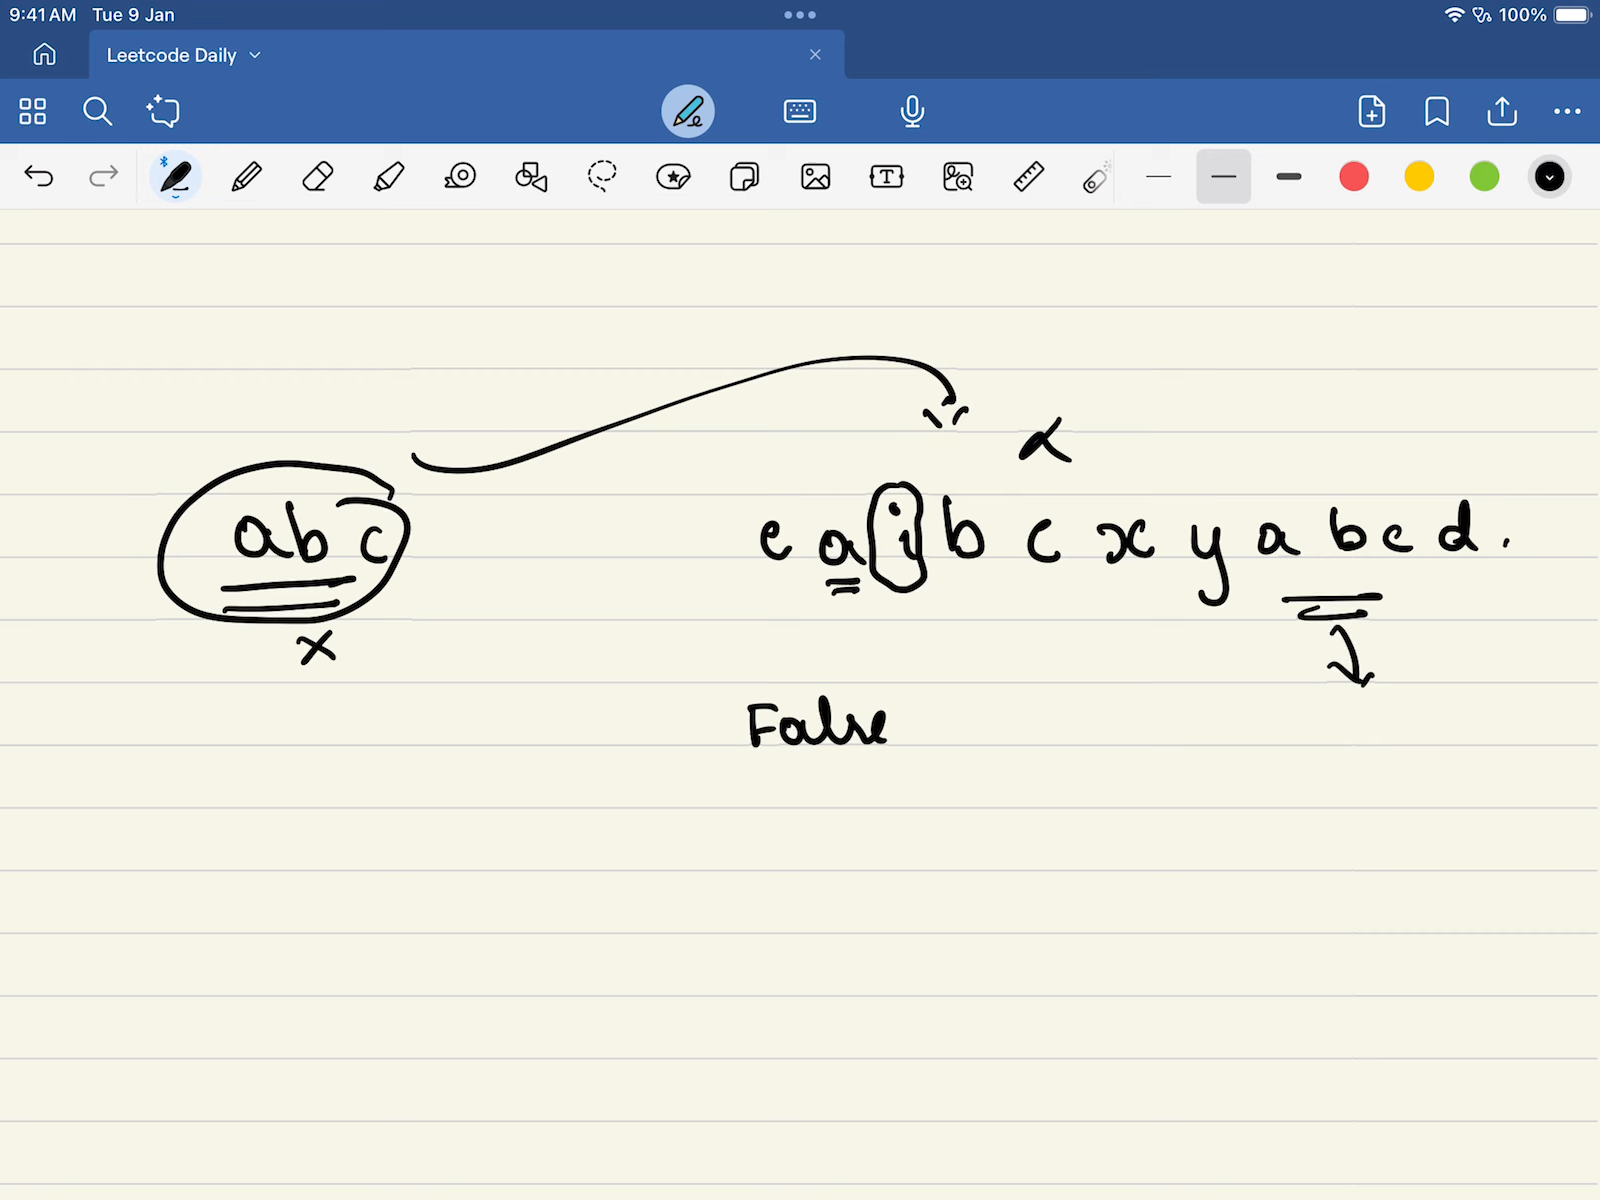 9:41 AM Tue 9 Jan 100%
Leetcode Daily
T
x
abc e a i b c x y a b c d .
x
False